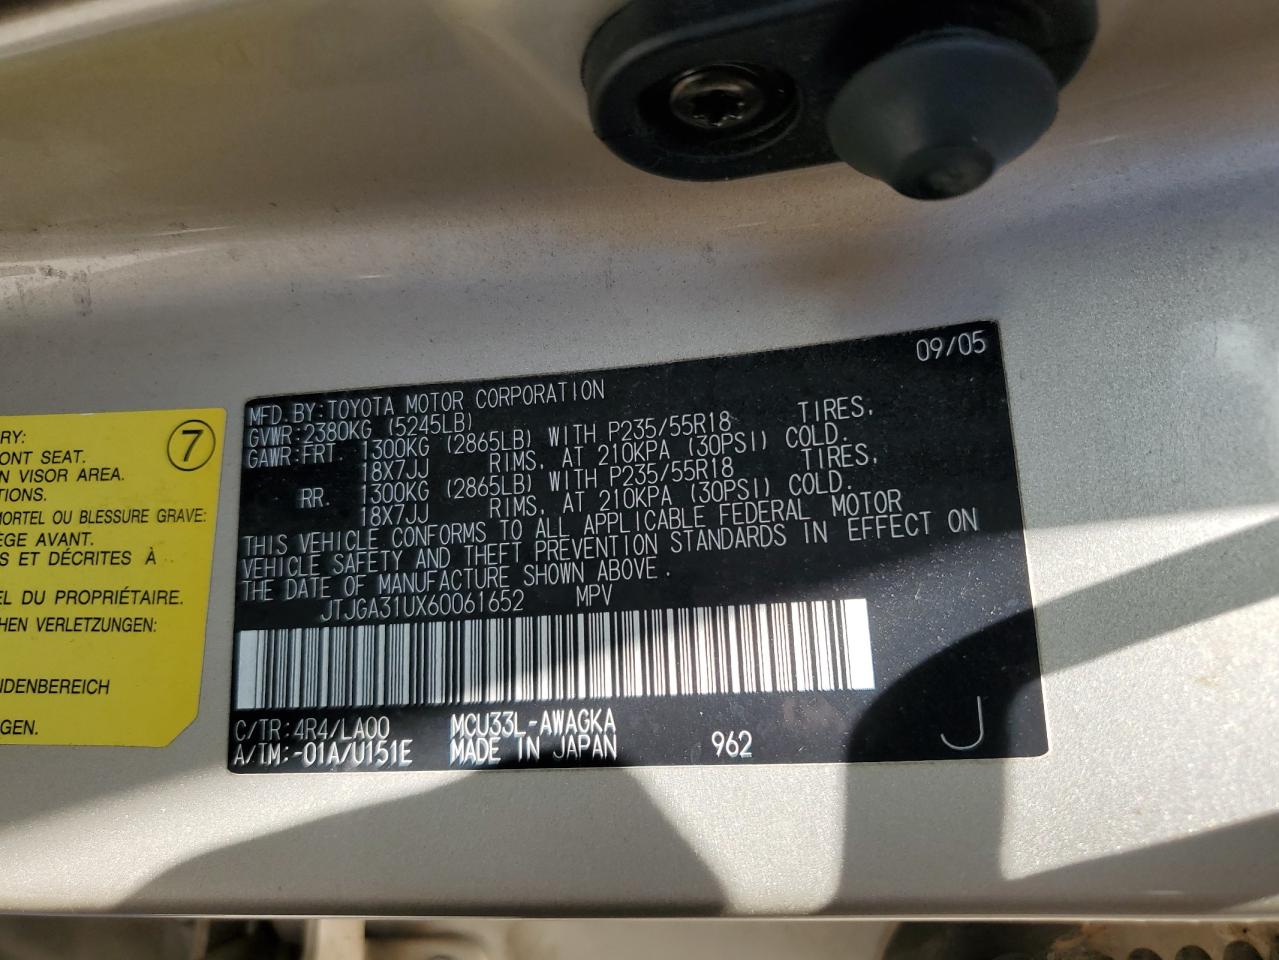 09/05
MFD. BY: TOYOTA MOTOR CORPORATION
GVWR: 2380KG (5245LB)
GAWR: FRT. 1300KG (2865LB) WITH P235/55R18 TIRES,
18X7JJ RIMS, AT 210KPA (30PSI) COLD.
RR. 1300KG (2865LB) WITH P235/55R18 TIRES,
18X7JJ RIMS, AT 210KPA (30PSI) COLD.
THIS VEHICLE CONFORMS TO ALL APPLICABLE FEDERAL MOTOR
VEHICLE SAFETY AND THEFT PREVENTION STANDARDS IN EFFECT ON
THE DATE OF MANUFACTURE SHOWN ABOVE.
JTJGA31UX60061652 MPV
C/TR: 4R4/LA00 MCU33L-AWAGKA
A/TM: -01A/U151E MADE IN JAPAN 962 J
RY: 7
ONT SEAT.
N VISOR AREA.
TIONS.
MORTEL OU BLESSURE GRAVE:
EGE AVANT.
S ET DÉCRITES À
EL DU PROPRIÉTAIRE.
CHEN VERLETZUNGEN:
NDENBEREICH
GEN.